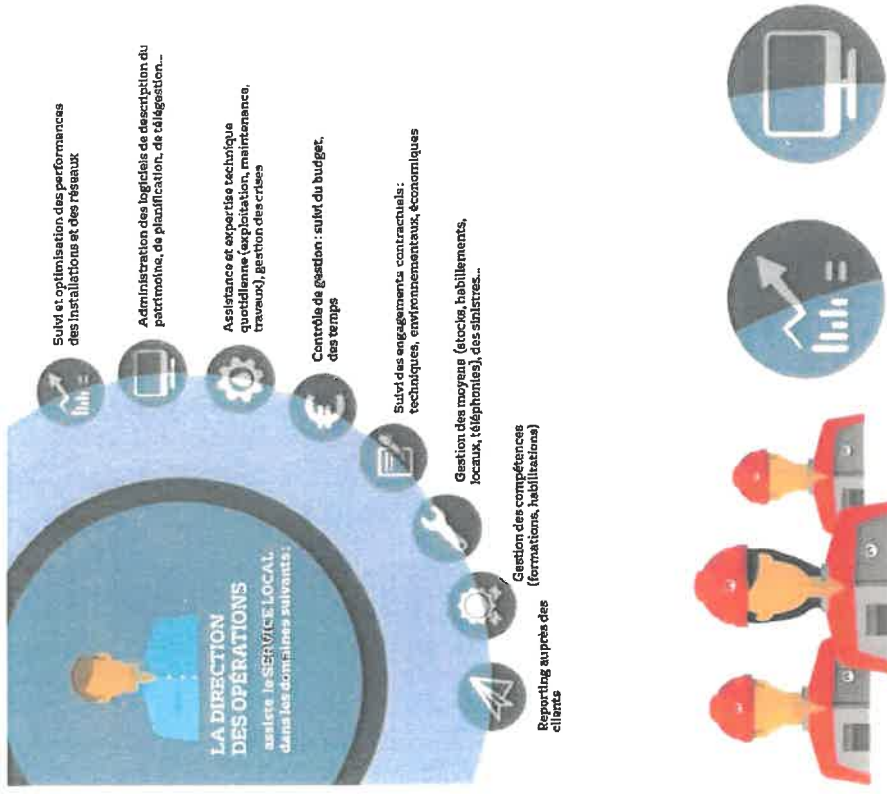 LA DIRECTION
DES OPÉRATIONS
assiste le SERVICE LOCAL
dans les domaines suivants :
Suivi et optimisation des performances
des installations et des réseaux
Administration des logiciels de description du
patrimoine, de planification, de télégestion...
Assistance et expertise technique
quotidienne (exploitation, maintenance,
travaux), gestion des crises
Contrôle de gestion : suivi du budget,
des temps
Suivi des engagements contractuels :
techniques, environnementaux, économiques
Gestion des moyens (stocks, habillements,
locaux, téléphonies), des sinistres...
Gestion des compétences
(formations, habilitations)
Reporting auprès des
clients